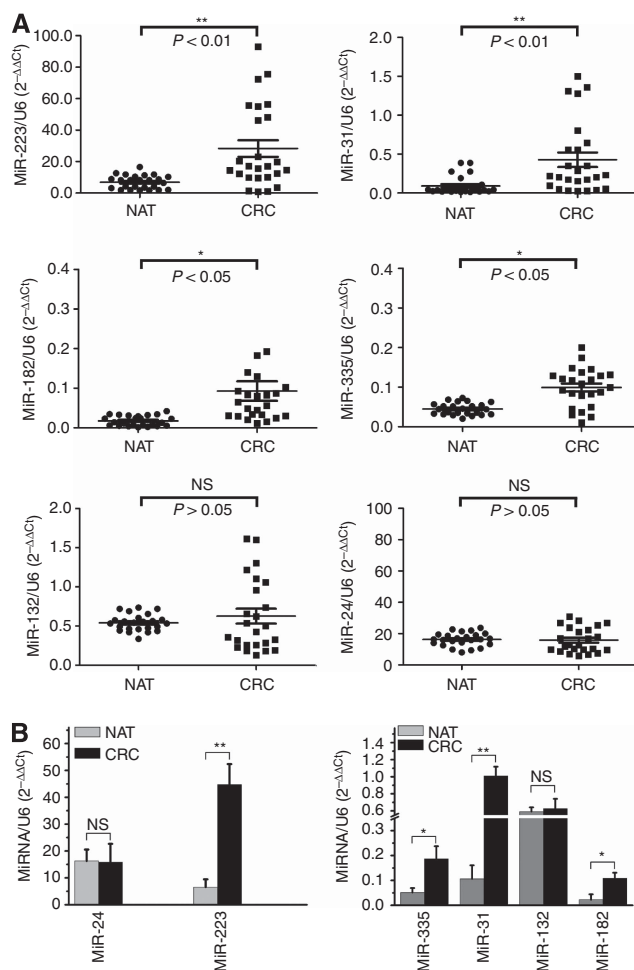 A
**
P < 0.01
MiR-223/U6 (2–ΔΔCt)
100.0
80.0
60.0
40.0
20.0
0.0
NAT
CRC
**
P < 0.01
MiR-31/U6 (2–ΔΔCt)
2.0
1.5
1.0
0.5
0.0
NAT
CRC
*
P < 0.05
MiR-182/U6 (2–ΔΔCt)
0.4
0.3
0.2
0.1
0.0
NAT
CRC
*
P < 0.05
MiR-335/U6 (2–ΔΔCt)
0.4
0.3
0.2
0.1
0.0
NAT
CRC
NS
P > 0.05
MiR-132/U6 (2–ΔΔCt)
2.0
1.5
1.0
0.5
0.0
NAT
CRC
NS
P > 0.05
MiR-24/U6 (2–ΔΔCt)
100
80
60
40
20
0
NAT
CRC
B
NAT
CRC
MiRNA/U6 (2–ΔΔCt)
60
50
40
30
20
10
0
NS
**
MiR-24
MiR-223
NAT
CRC
MiRNA/U6 (2–ΔΔCt)
1.4
1.2
1.0
0.8
0.6
0.2
0.1
0.0
*
**
NS
*
MiR-335
MiR-31
MiR-132
MiR-182